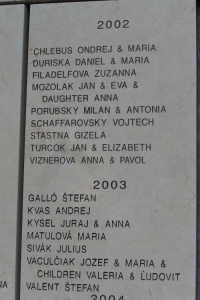 2002
CHLEBUS ONDREJ & MARIA
DURISKA DANIEL & MARIA
FILADELFOVA ZUZANNA
MOZOLAK JAN & EVA &
DAUGHTER ANNA
PORUBSKY MILAN & ANTONIA
SCHAFFAROVSKY VOJTECH
STASTNA GIZELA
TURCOK JAN & ELIZABETH
VIZNEROVA ANNA & PAVOL
2003
GALLÓ ŠTEFAN
KVAS ANDREJ
KYSEL JURAJ & ANNA
MATULOVÁ MARIA
SIVÁK JULIUS
VACULČIAK JOZEF & MARIA &
CHILDREN VALERIA & ĽUDOVIT
VALENT ŠTEFAN
2004